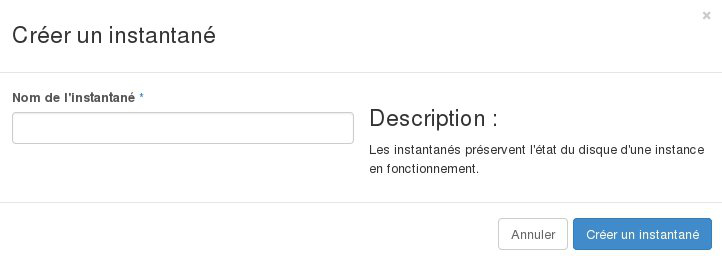 ×
Créer un instantané
Nom de l'instantané *
Description :
Les instantanés préservent l'état du disque d'une instance
en fonctionnement.
Annuler
Créer un instantané